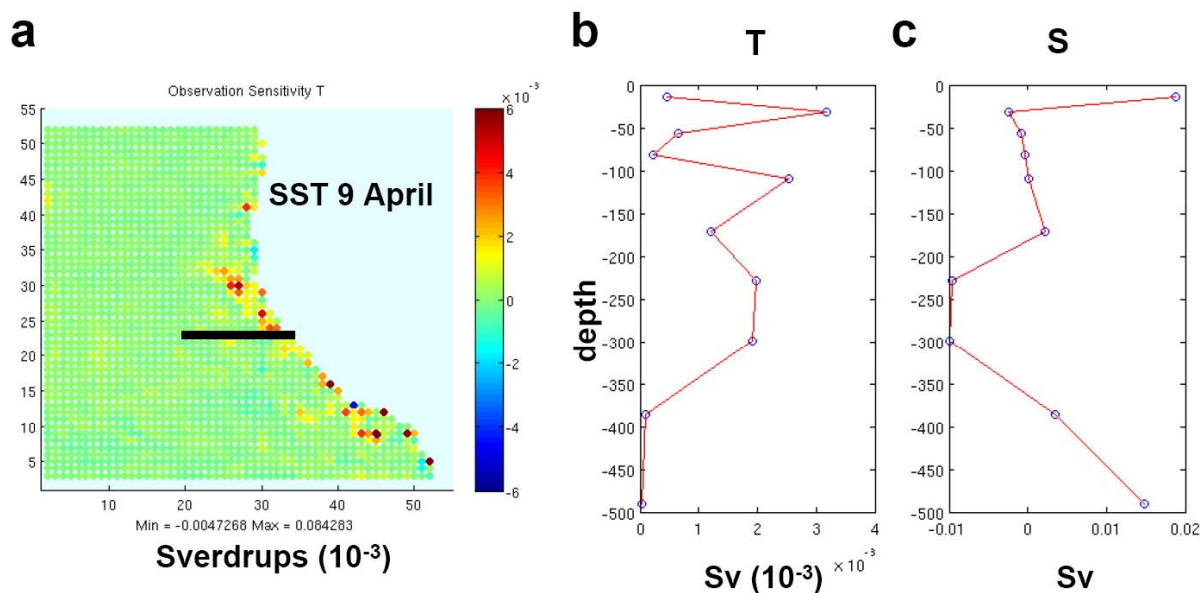 a
Observation Sensitivity T
× 10⁻³
55
50
45
40
35
30
25
20
15
10
5
10 20 30 40 50
6
4
2
0
-2
-4
-6
SST 9 April
Min = -0.0047268 Max = 0.084283
Sverdrups (10⁻³)
b
T
0
-50
-100
-150
-200
-250
-300
-350
-400
-450
-500
depth
0 1 2 3 4
× 10⁻³
Sv (10⁻³)
c
S
0
-50
-100
-150
-200
-250
-300
-350
-400
-450
-500
-0.01 0 0.01 0.02
Sv